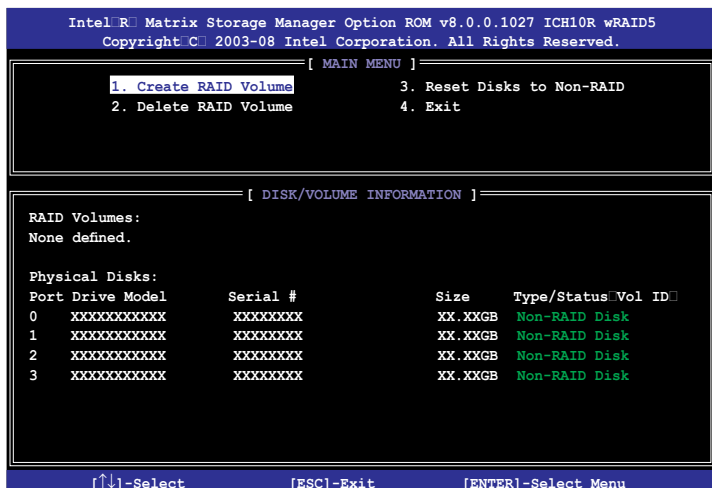 Intel□R□ Matrix Storage Manager Option ROM v8.0.0.1027 ICH10R wRAID5
Copyright□C□ 2003-08 Intel Corporation. All Rights Reserved.
[ MAIN MENU ]
1. Create RAID Volume 3. Reset Disks to Non-RAID
2. Delete RAID Volume 4. Exit
[ DISK/VOLUME INFORMATION ]
RAID Volumes:
None defined.
Physical Disks:
Port Drive Model Serial # Size Type/Status□Vol ID□
0 XXXXXXXXXXX XXXXXXXX XX.XXGB Non-RAID Disk
1 XXXXXXXXXXX XXXXXXXX XX.XXGB Non-RAID Disk
2 XXXXXXXXXXX XXXXXXXX XX.XXGB Non-RAID Disk
3 XXXXXXXXXXX XXXXXXXX XX.XXGB Non-RAID Disk
[↑↓]-Select [ESC]-Exit [ENTER]-Select Menu